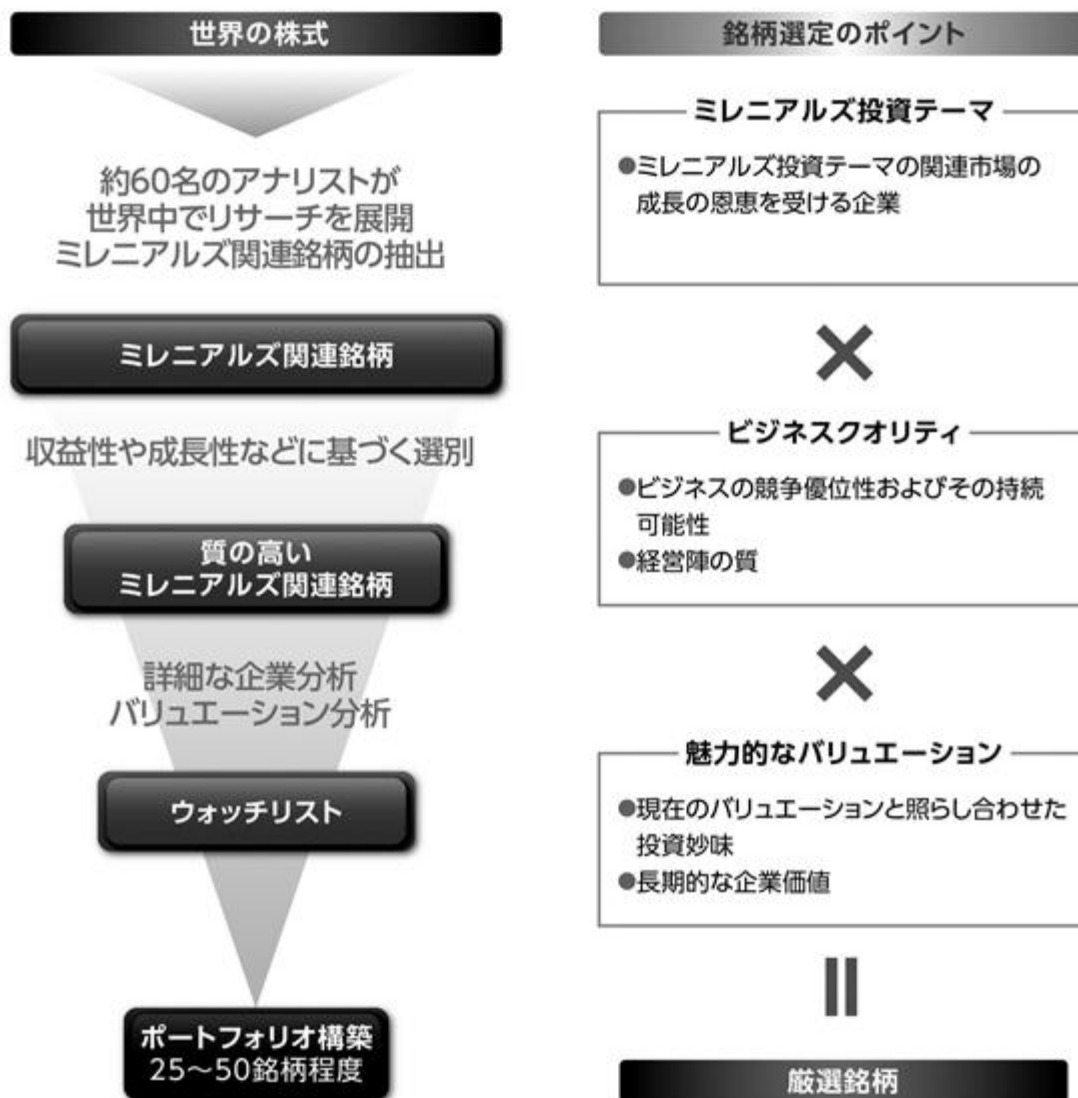 世界の株式
約60名のアナリストが
世界中でリサーチを展開
ミレニアルズ関連銘柄の抽出
ミレニアルズ関連銘柄
収益性や成長性などに基づく選別
質の高い
ミレニアルズ関連銘柄
詳細な企業分析
バリュエーション分析
ウォッチリスト
ポートフォリオ構築
25～50銘柄程度
銘柄選定のポイント
ミレニアルズ投資テーマ
●ミレニアルズ投資テーマの関連市場の
成長の恩恵を受ける企業
×
ビジネスクオリティ
●ビジネスの競争優位性およびその持続
可能性
●経営陣の質
×
魅力的なバリュエーション
●現在のバリュエーションと照らし合わせた
投資妙味
●長期的な企業価値
||
厳選銘柄